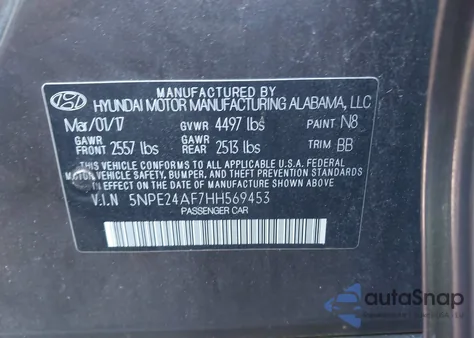 MANUFACTURED BY
HYUNDAI MOTOR MANUFACTURING ALABAMA, LLC
Mar/01/17 GVWR 4497 lbs PAINT N8
GAWR FRONT 2557 lbs GAWR REAR 2513 lbs TRIM BB
THIS VEHICLE CONFORMS TO ALL APPLICABLE U.S.A. FEDERAL
MOTOR VEHICLE SAFETY, BUMPER, AND THEFT PREVENTION STANDARDS
IN EFFECT ON THE DATE OF MANUFACTURE SHOWN ABOVE.
V.I.N 5NPE24AF7HH569453
PASSENGER CAR
autoSnap